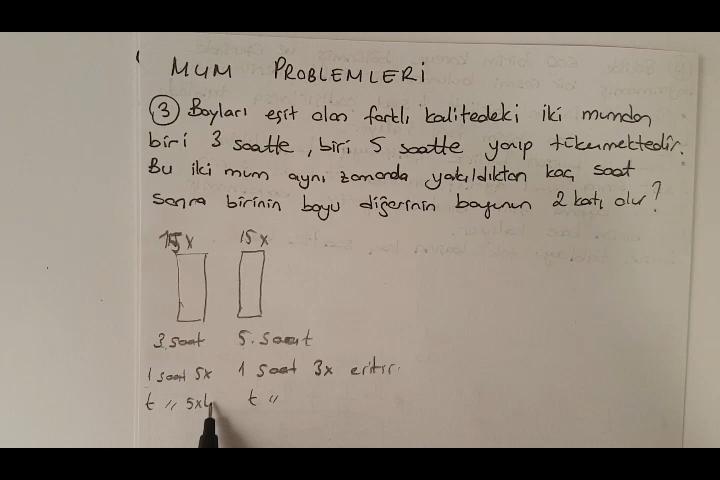 MUM PROBLEMLERİ
3 Boyları eşit olan farklı kalitedeki iki mumdan
biri 3 saatte, biri 5 saatte yanıp tükenmektedir.
Bu iki mum aynı zamanda yakıldıktan kaç saat
sonra birinin boyu diğerinin boyunun 2 katı olur?
15x 15x
3.saat 5.saat
1 saat 5x 1 saat 3x eritir.
t " 5xt t "